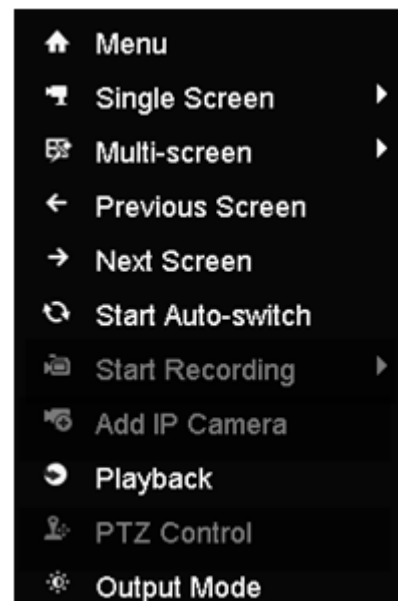 Menu
Single Screen
Multi-screen
Previous Screen
Next Screen
Start Auto-switch
Start Recording
Add IP Camera
Playback
PTZ Control
Output Mode